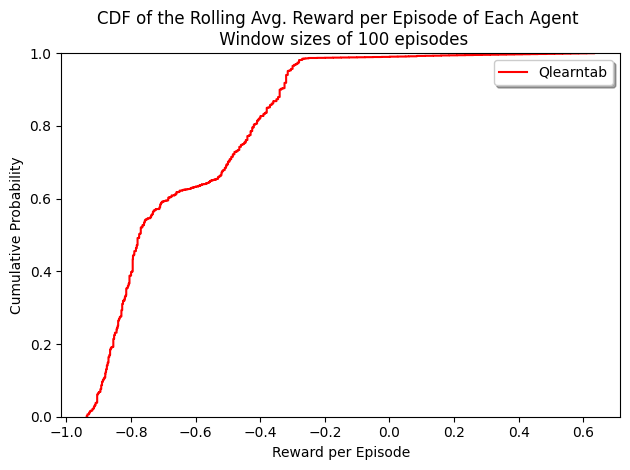 CDF of the Rolling Avg. Reward per Episode of Each Agent
Window sizes of 100 episodes
Qlearntab
Cumulative Probability
1.0
0.8
0.6
0.4
0.2
0.0
−1.0 −0.8 −0.6 −0.4 −0.2 0.0 0.2 0.4 0.6
Reward per Episode